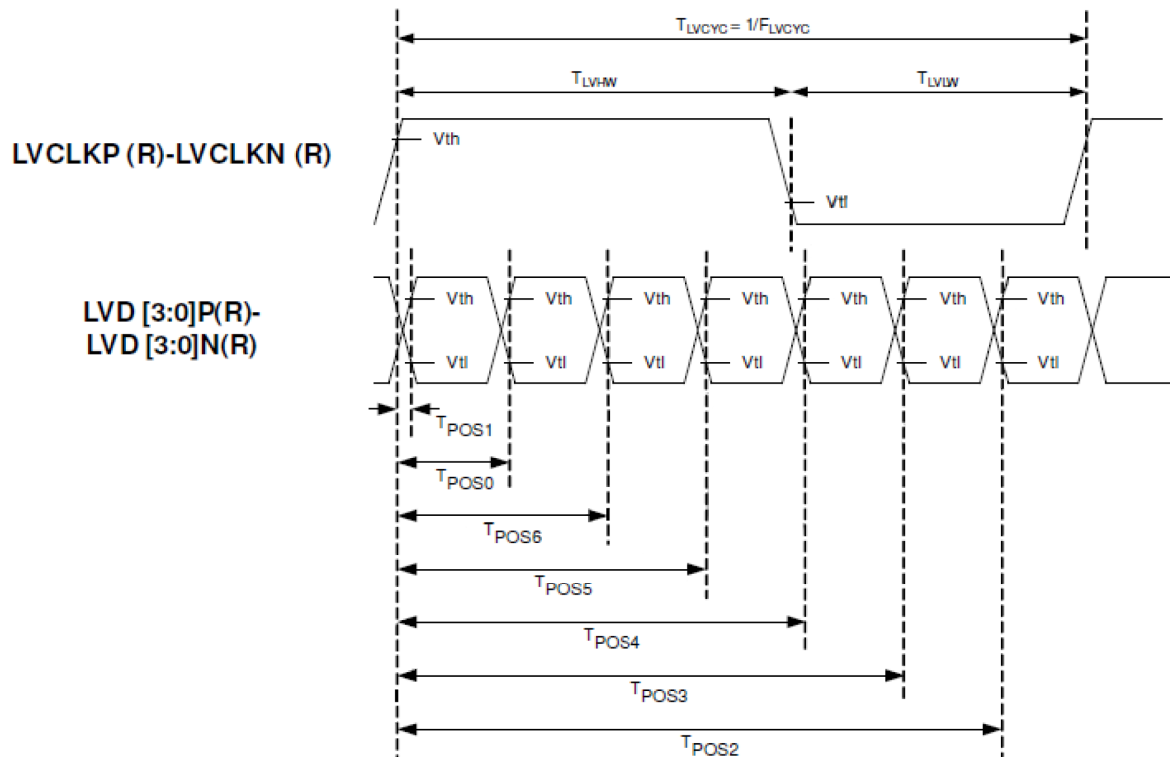 TLVCYC = 1/FLVCYC
TLVHW
TLVLW
LVCLKP (R)-LVCLKN (R)
Vth
Vtl
LVD [3:0]P(R)-
LVD [3:0]N(R)
Vth Vth Vth Vth Vth Vth Vth
Vtl Vtl Vtl Vtl Vtl Vtl Vtl
TPOS1
TPOS0
TPOS6
TPOS5
TPOS4
TPOS3
TPOS2